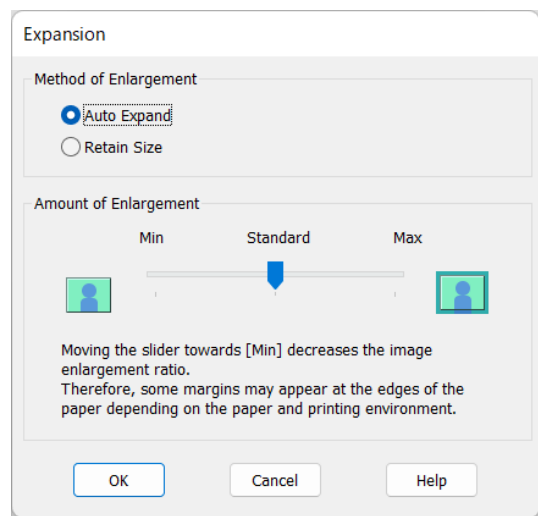 Expansion
Method of Enlargement
Auto Expand
Retain Size
Amount of Enlargement
Min Standard Max
Moving the slider towards [Min] decreases the image
enlargement ratio.
Therefore, some margins may appear at the edges of the
paper depending on the paper and printing environment.
OK Cancel Help